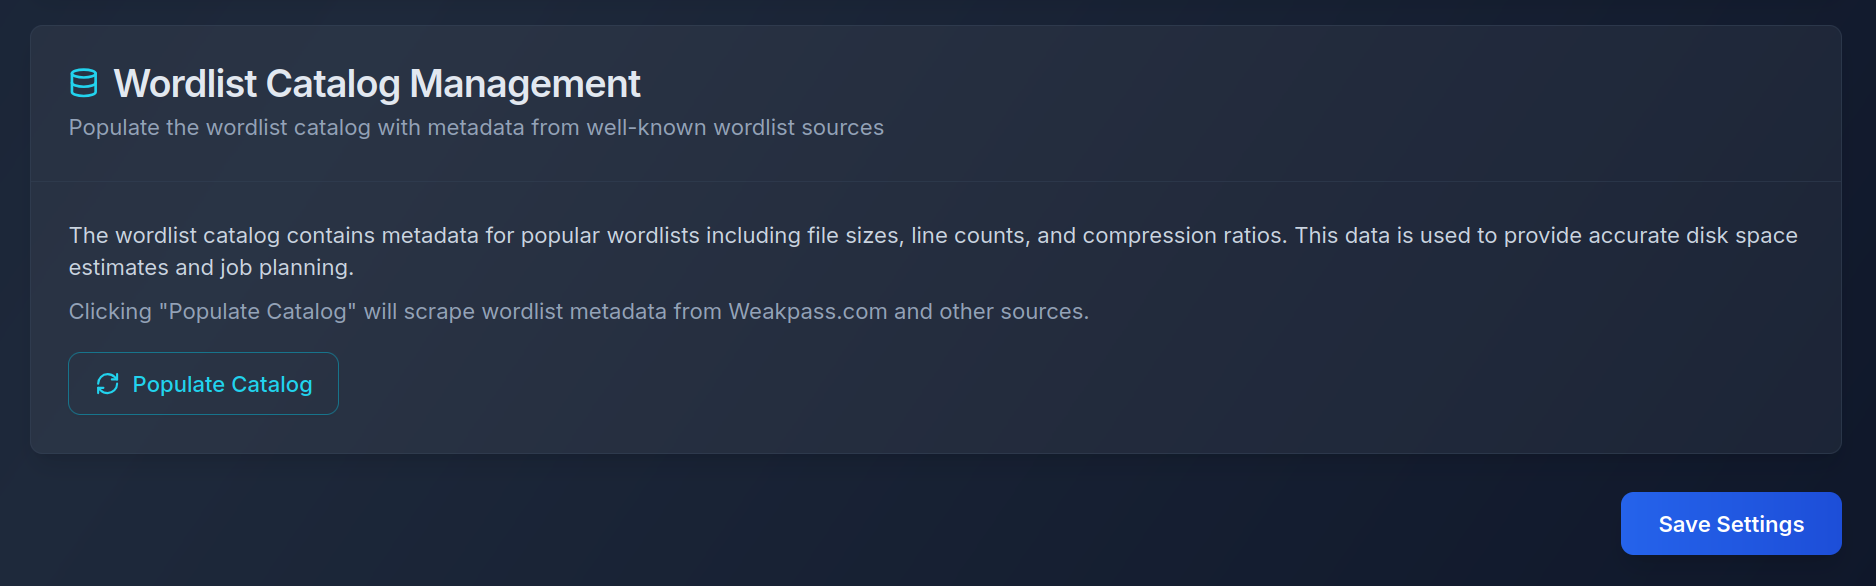 Wordlist Catalog Management
Populate the wordlist catalog with metadata from well-known wordlist sources
The wordlist catalog contains metadata for popular wordlists including file sizes, line counts, and compression ratios. This data is used to provide accurate disk space
estimates and job planning.
Clicking "Populate Catalog" will scrape wordlist metadata from Weakpass.com and other sources.
Populate Catalog
Save Settings